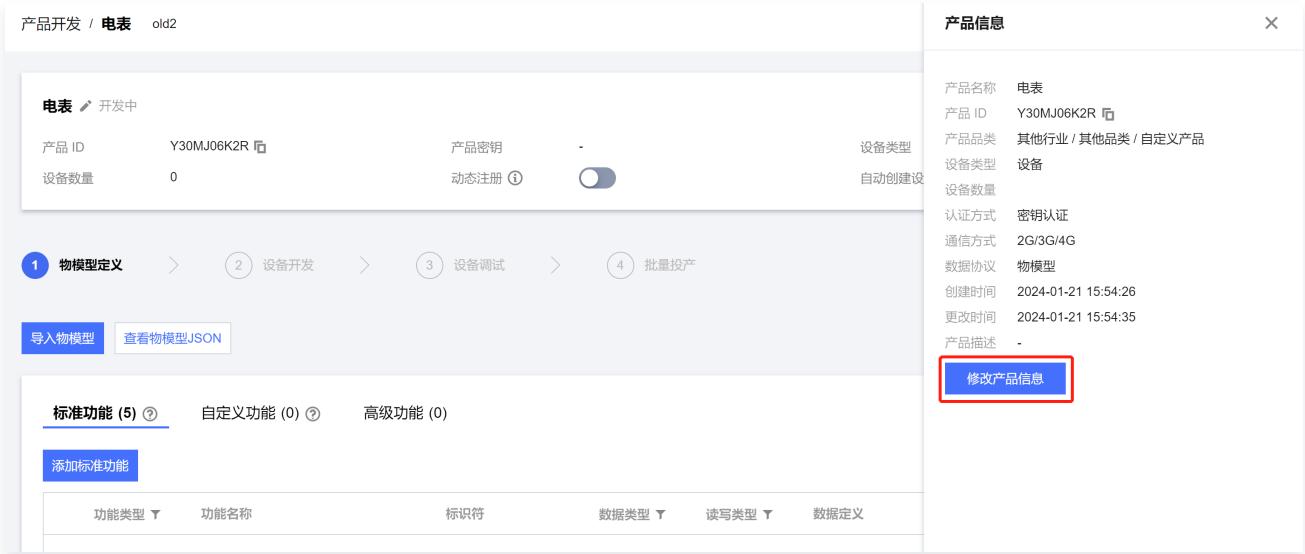 产品开发 / 电表 old2
电表 开发中
产品 ID Y30MJ06K2R 产品密钥 - 设备类型
设备数量 0 动态注册 自动创建设
1 物模型定义 2 设备开发 3 设备调试 4 批量投产
导入物模型 查看物模型JSON
标准功能 (5) 自定义功能 (0) 高级功能 (0)
添加标准功能
功能类型 功能名称 标识符 数据类型 读写类型 数据定义
产品信息
产品名称 电表
产品 ID Y30MJ06K2R
产品品类 其他行业 / 其他品类 / 自定义产品
设备类型 设备
设备数量
认证方式 密钥认证
通信方式 2G/3G/4G
数据协议 物模型
创建时间 2024-01-21 15:54:26
更改时间 2024-01-21 15:54:35
产品描述 -
修改产品信息